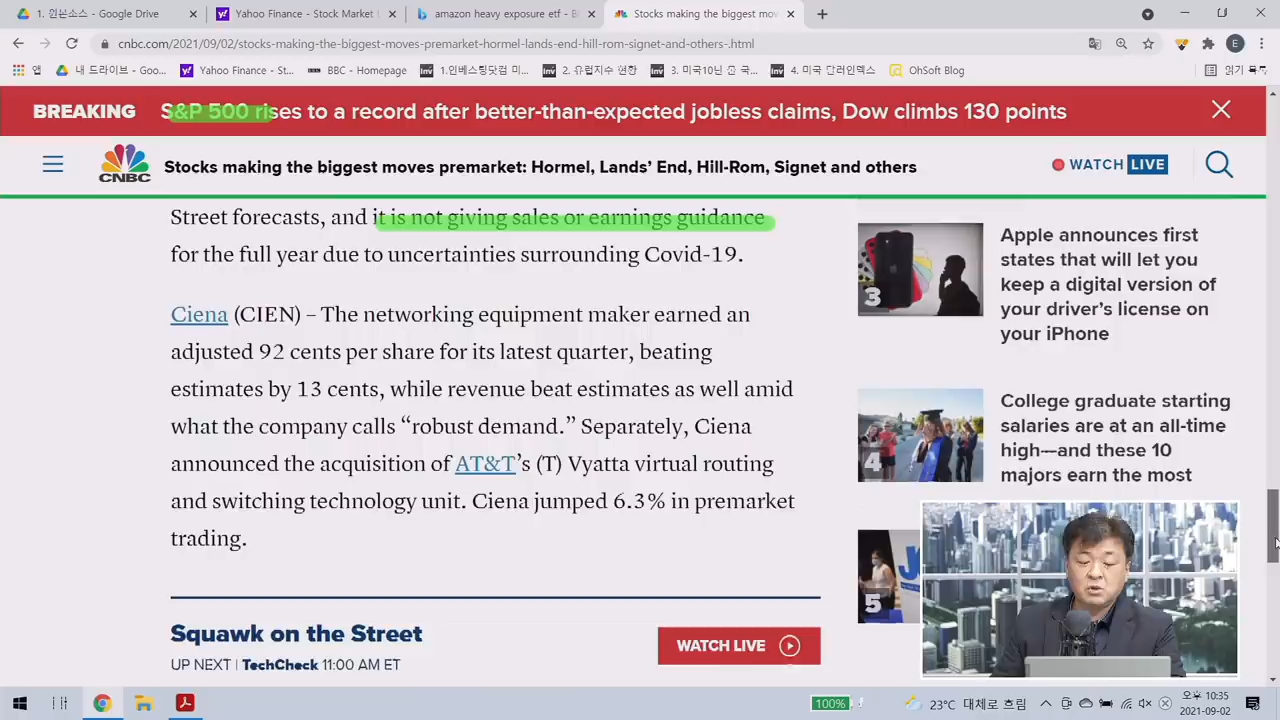 1. 윈본소스 - Google Drive
Yahoo Finance - Stock Market L
amazon heavy exposure etf - B
Stocks making the biggest mov
cnbc.com/2021/09/02/stocks-making-the-biggest-moves-premarket-hormel-lands-end-hill-rom-signet-and-others-.html
E
앱
내 드라이브 - Goo...
Yahoo Finance - St...
BBC - Homepage
1.인베스팅닷컴 미...
2. 유럽지수 현황
3. 미국10년 존 국...
4. 미국 달러인덱스
OhSoft Blog
읽기 목록
BREAKING
S&P 500 rises to a record after better-than-expected jobless claims, Dow climbs 130 points
CNBC
Stocks making the biggest moves premarket: Hormel, Lands’ End, Hill-Rom, Signet and others
WATCH LIVE
Street forecasts, and it is not giving sales or earnings guidance
for the full year due to uncertainties surrounding Covid-19.
Ciena (CIEN) – The networking equipment maker earned an
adjusted 92 cents per share for its latest quarter, beating
estimates by 13 cents, while revenue beat estimates as well amid
what the company calls “robust demand.” Separately, Ciena
announced the acquisition of AT&T’s (T) Vyatta virtual routing
and switching technology unit. Ciena jumped 6.3% in premarket
trading.
Squawk on the Street
WATCH LIVE
UP NEXT | TechCheck 11:00 AM ET
3
Apple announces first
states that will let you
keep a digital version of
your driver’s license on
your iPhone
4
College graduate starting
salaries are at an all-time
high—and these 10
majors earn the most
5
100%
23°C 대체로 흐림
오후 10:35
2021-09-02